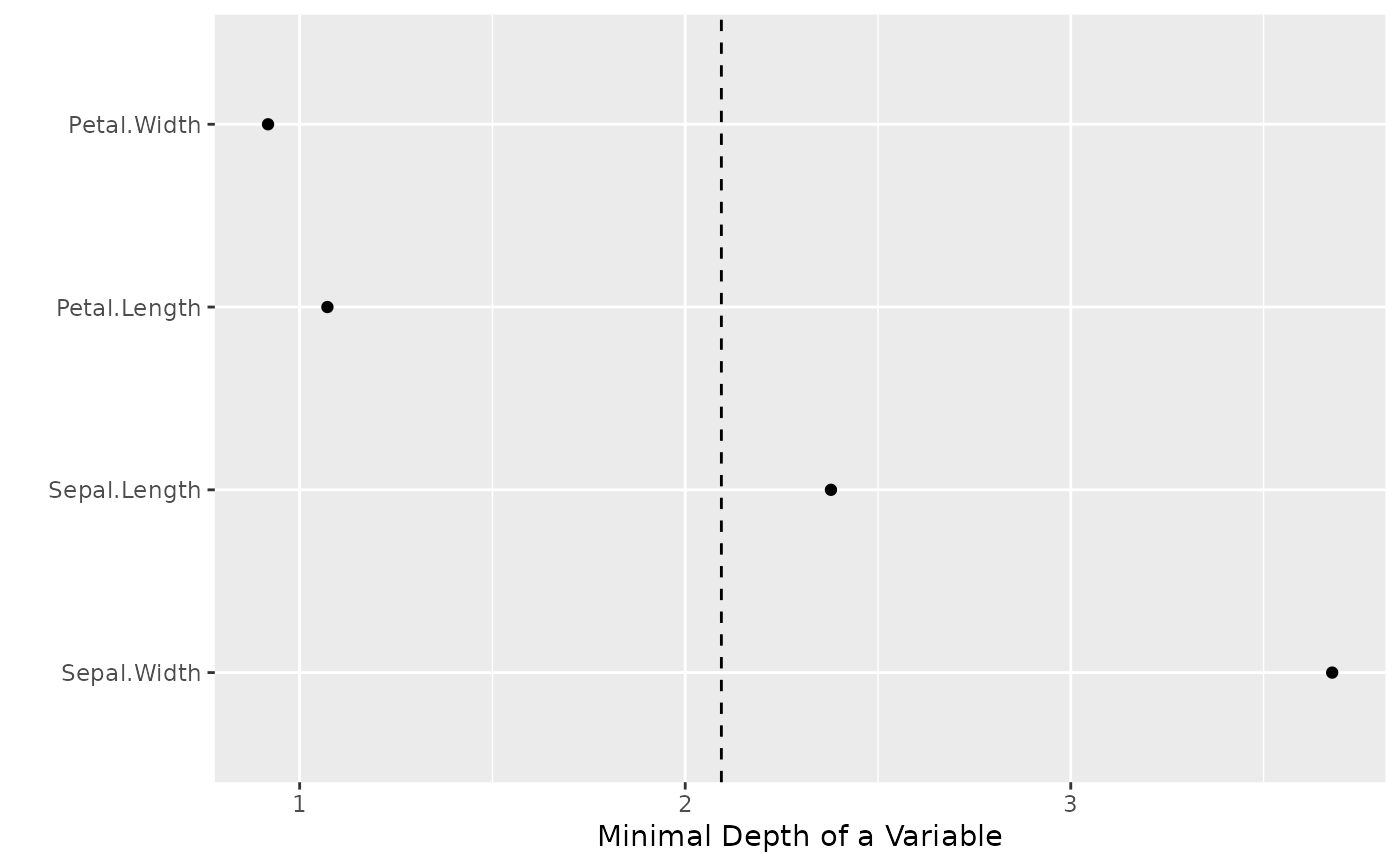 Petal.Width
Petal.Length
Sepal.Length
Sepal.Width
1 2 3
Minimal Depth of a Variable